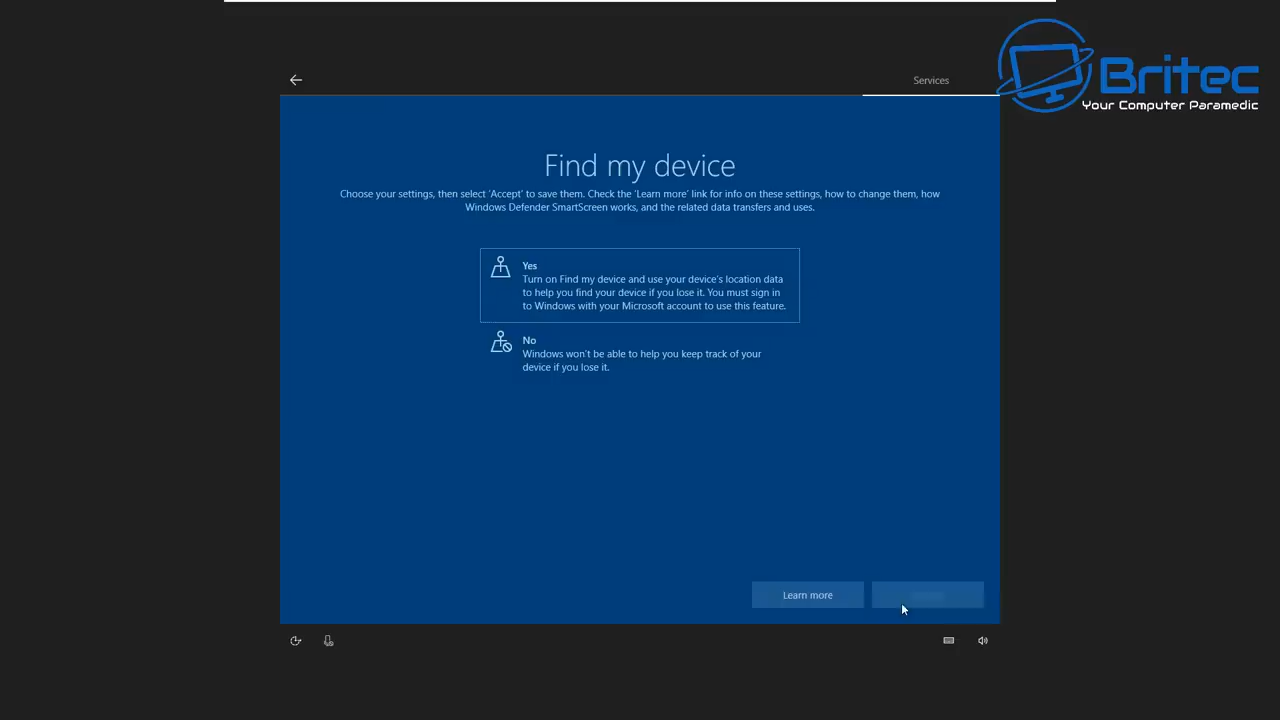 Services
Britec
Your Computer Paramedic
Find my device
Choose your settings, then select 'Accept' to save them. Check the 'Learn more' link for info on these settings, how to change them, how
Windows Defender SmartScreen works, and the related data transfers and uses.
Yes
Turn on Find my device and use your device's location data
to help you find your device if you lose it. You must sign in
to Windows with your Microsoft account to use this feature.
No
Windows won't be able to help you keep track of your
device if you lose it.
Learn more